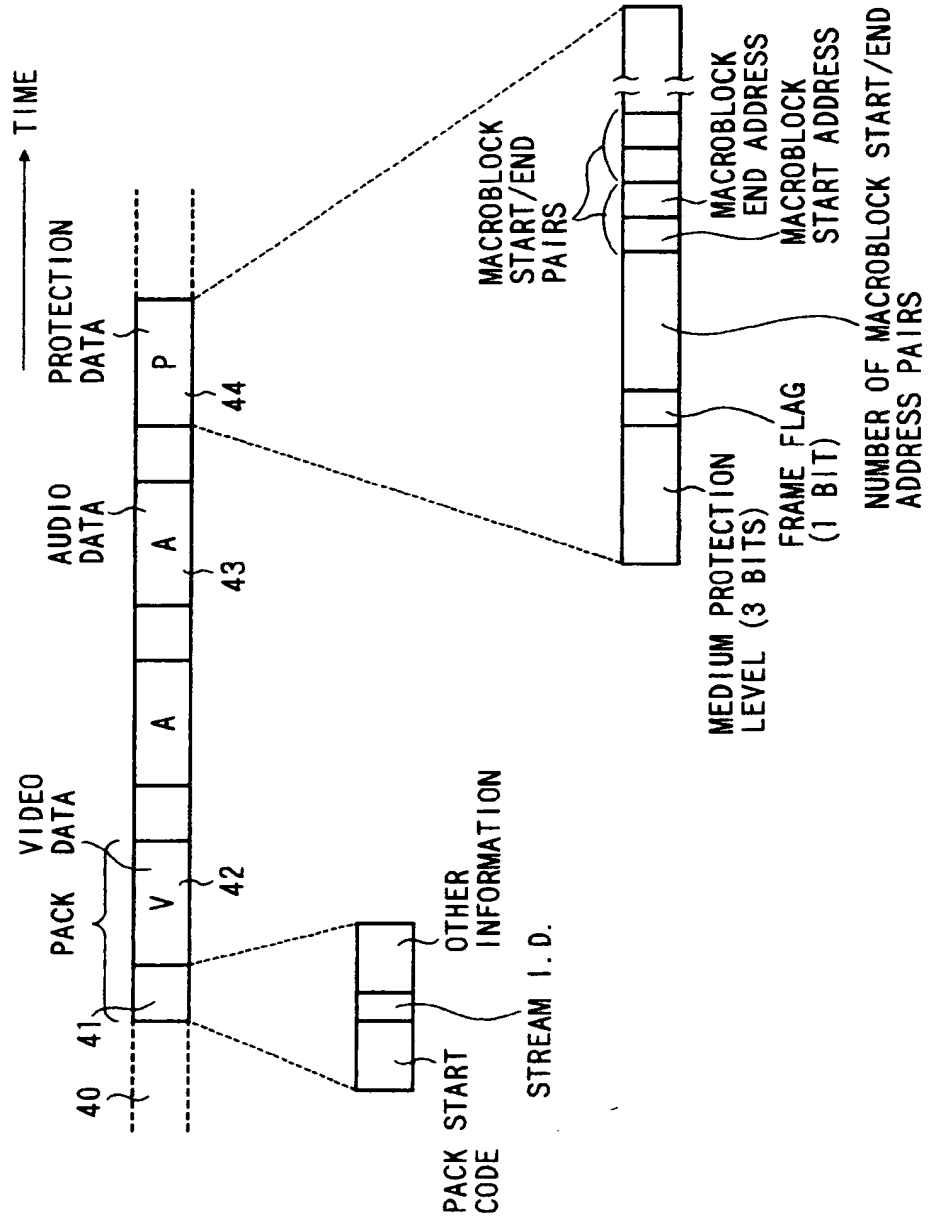 TIME
PACK
VIDEO
DATA
AUDIO
DATA
PROTECTION
DATA
40
41
V
42
A
A
43
P
44
PACK START
CODE
STREAM I.D.
OTHER
INFORMATION
MACROBLOCK
START/END
PAIRS
MEDIUM PROTECTION
LEVEL (3 BITS)
FRAME FLAG
(1 BIT)
NUMBER OF MACROBLOCK START/END
ADDRESS PAIRS
MACROBLOCK
START ADDRESS
MACROBLOCK
END ADDRESS